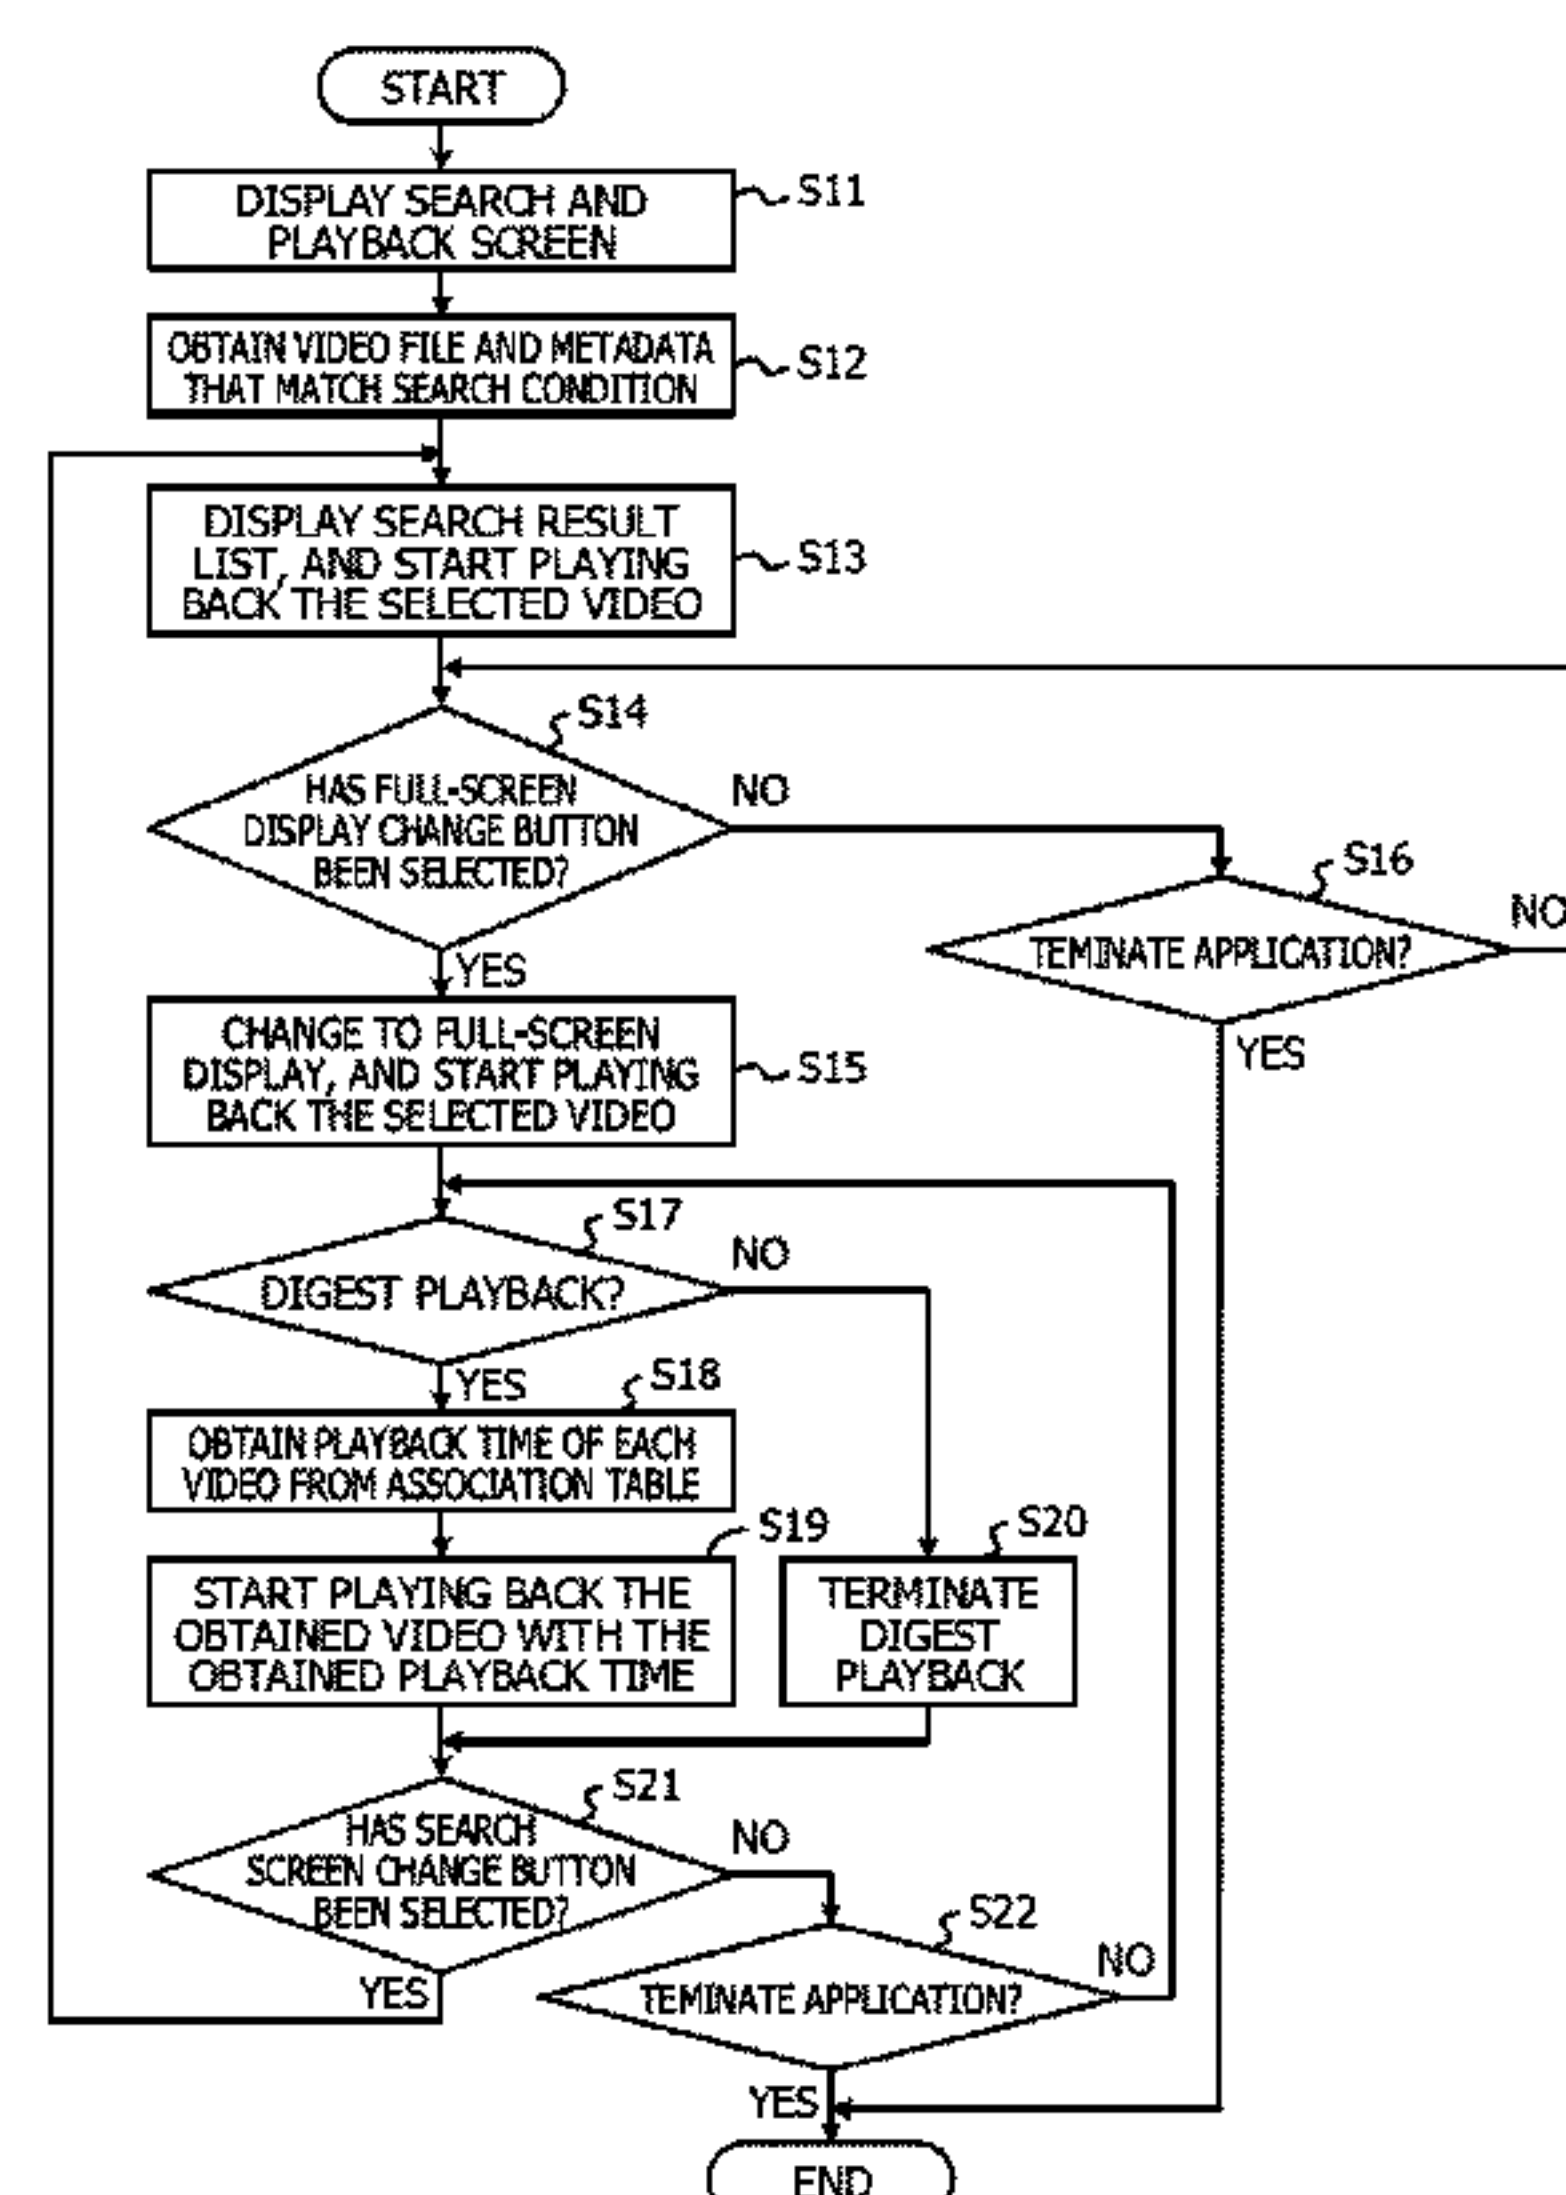 START
DISPLAY SEARCH AND
PLAYBACK SCREEN
S11
OBTAIN VIDEO FILE AND METADATA
THAT MATCH SEARCH CONDITION
S12
DISPLAY SEARCH RESULT
LIST, AND START PLAYING
BACK THE SELECTED VIDEO
S13
S14
HAS FULL-SCREEN
DISPLAY CHANGE BUTTON
BEEN SELECTED?
NO
YES
S16
TEMINATE APPLICATION?
NO
YES
CHANGE TO FULL-SCREEN
DISPLAY, AND START PLAYING
BACK THE SELECTED VIDEO
S15
S17
DIGEST PLAYBACK?
NO
YES
S18
OBTAIN PLAYBACK TIME OF EACH
VIDEO FROM ASSOCIATION TABLE
S19
START PLAYING BACK THE
OBTAINED VIDEO WITH THE
OBTAINED PLAYBACK TIME
S20
TERMINATE
DIGEST
PLAYBACK
S21
HAS SEARCH
SCREEN CHANGE BUTTON
BEEN SELECTED?
NO
YES
S22
TEMINATE APPLICATION?
NO
YES
END